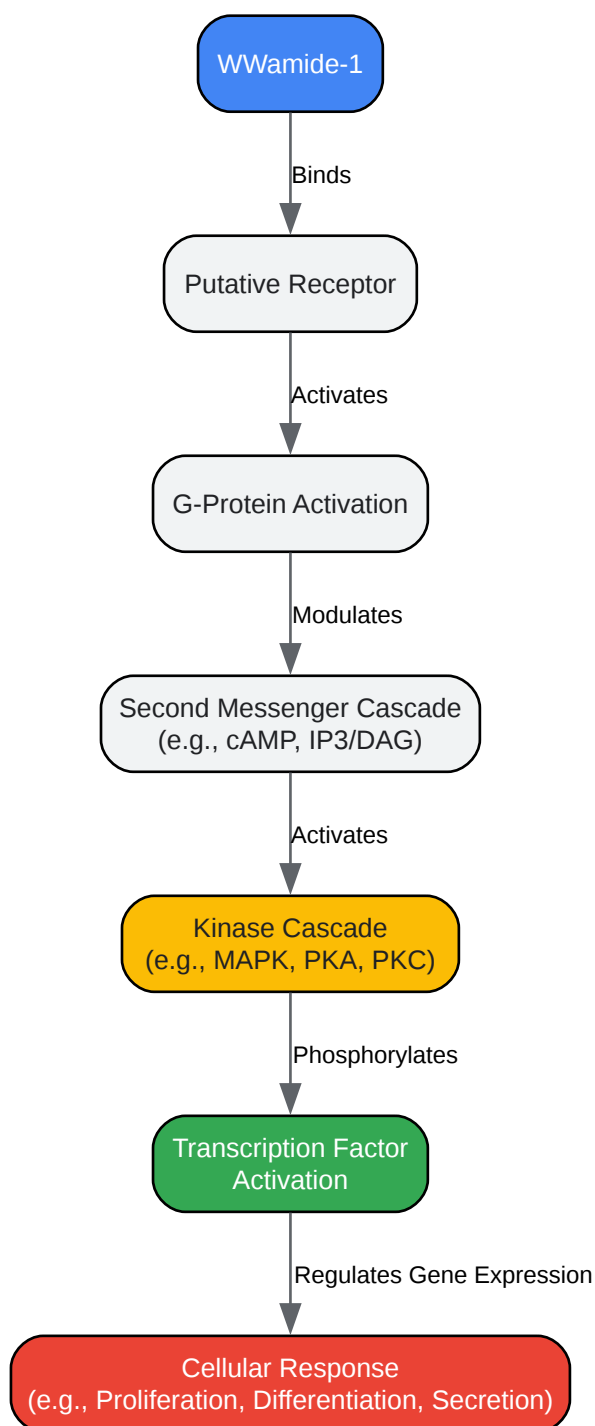 WWamide-1
Binds
Putative Receptor
Activates
G-Protein Activation
Modulates
Second Messenger Cascade
(e.g., cAMP, IP3/DAG)
Activates
Kinase Cascade
(e.g., MAPK, PKA, PKC)
Phosphorylates
Transcription Factor
Activation
Regulates Gene Expression
Cellular Response
(e.g., Proliferation, Differentiation, Secretion)